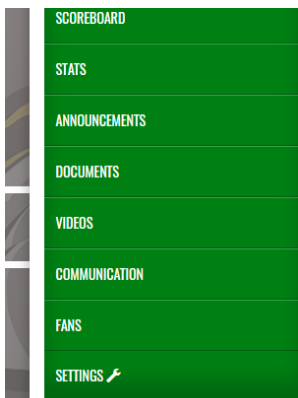 SCOREBOARD
STATS
ANNOUNCEMENTS
DOCUMENTS
VIDEOS
COMMUNICATION
FANS
SETTINGS